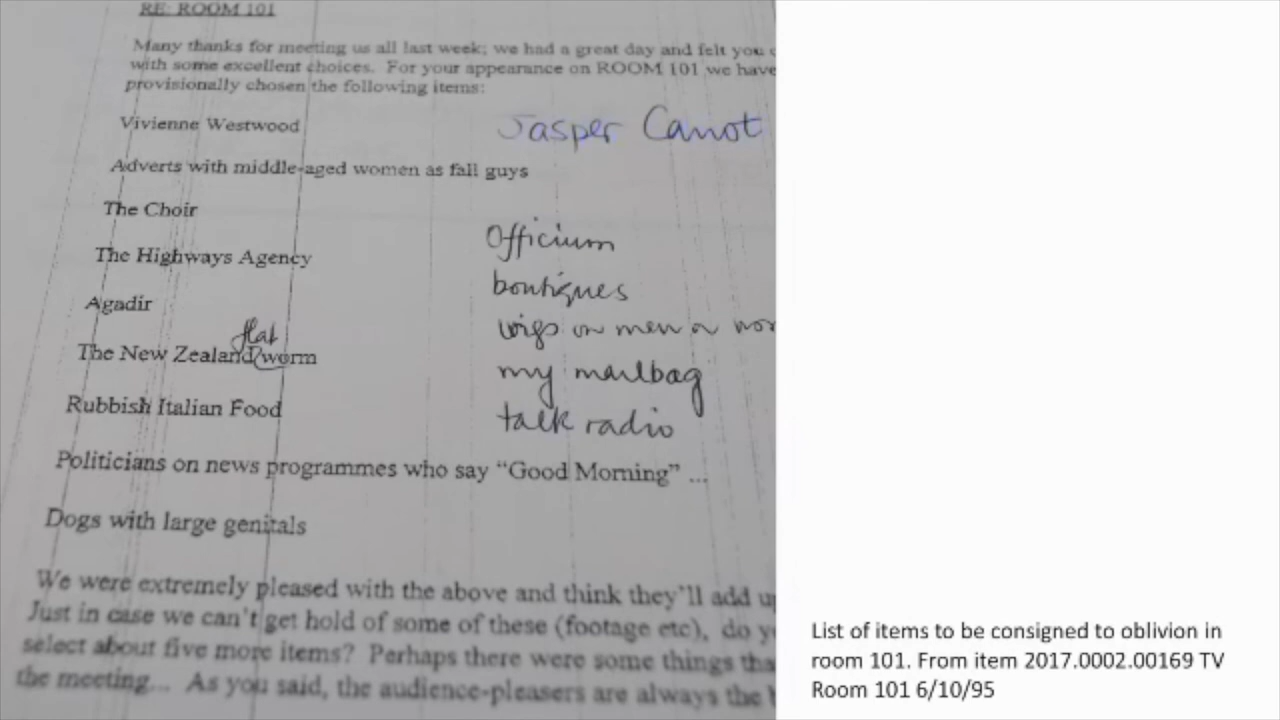 RE: ROOM 101
Many thanks for meeting us all last week; we had a great day and felt you
with some excellent choices. For your appearance on ROOM 101 we have
provisionally chosen the following items:
Vivienne Westwood
Jasper Carrot
Adverts with middle-aged women as fall guys
The Choir
Officium
The Highways Agency
boutiques
Agadir
wigs on men or
flat
The New Zealand worm
my mailbag
Rubbish Italian Food
talk radio
Politicians on news programmes who say “Good Morning” ...
Dogs with large genitals
We were extremely pleased with the above and think they’ll add
Just in case we can’t get hold of some of these (footage etc), do
select about five more items? Perhaps there were some things
the meeting... As you said, the audience-pleasers are always the
List of items to be consigned to oblivion in
room 101. From item 2017.0002.00169 TV
Room 101 6/10/95